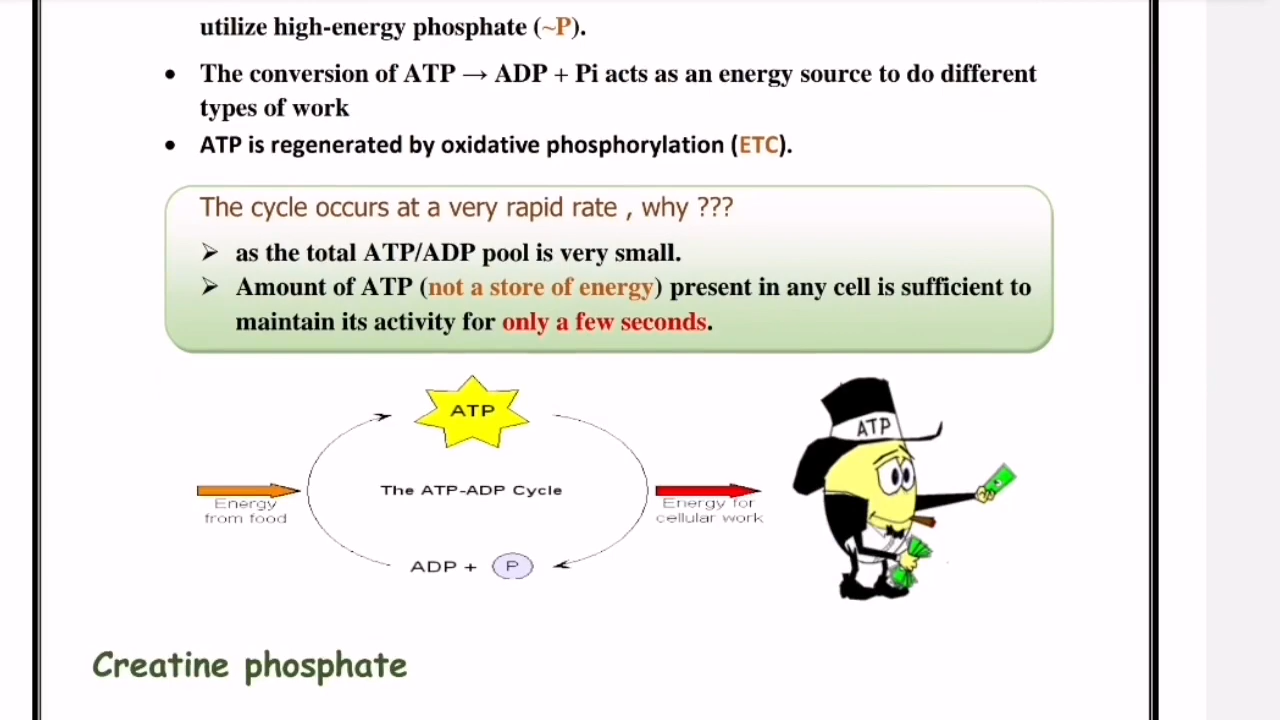 utilize high-energy phosphate (~P).
• The conversion of ATP → ADP + Pi acts as an energy source to do different
types of work
• ATP is regenerated by oxidative phosphorylation (ETC).
The cycle occurs at a very rapid rate , why ???
➢ as the total ATP/ADP pool is very small.
➢ Amount of ATP (not a store of energy) present in any cell is sufficient to
maintain its activity for only a few seconds.
ATP
ATP
The ATP-ADP Cycle
Energy
from food
Energy for
cellular work
ADP + P
Creatine phosphate